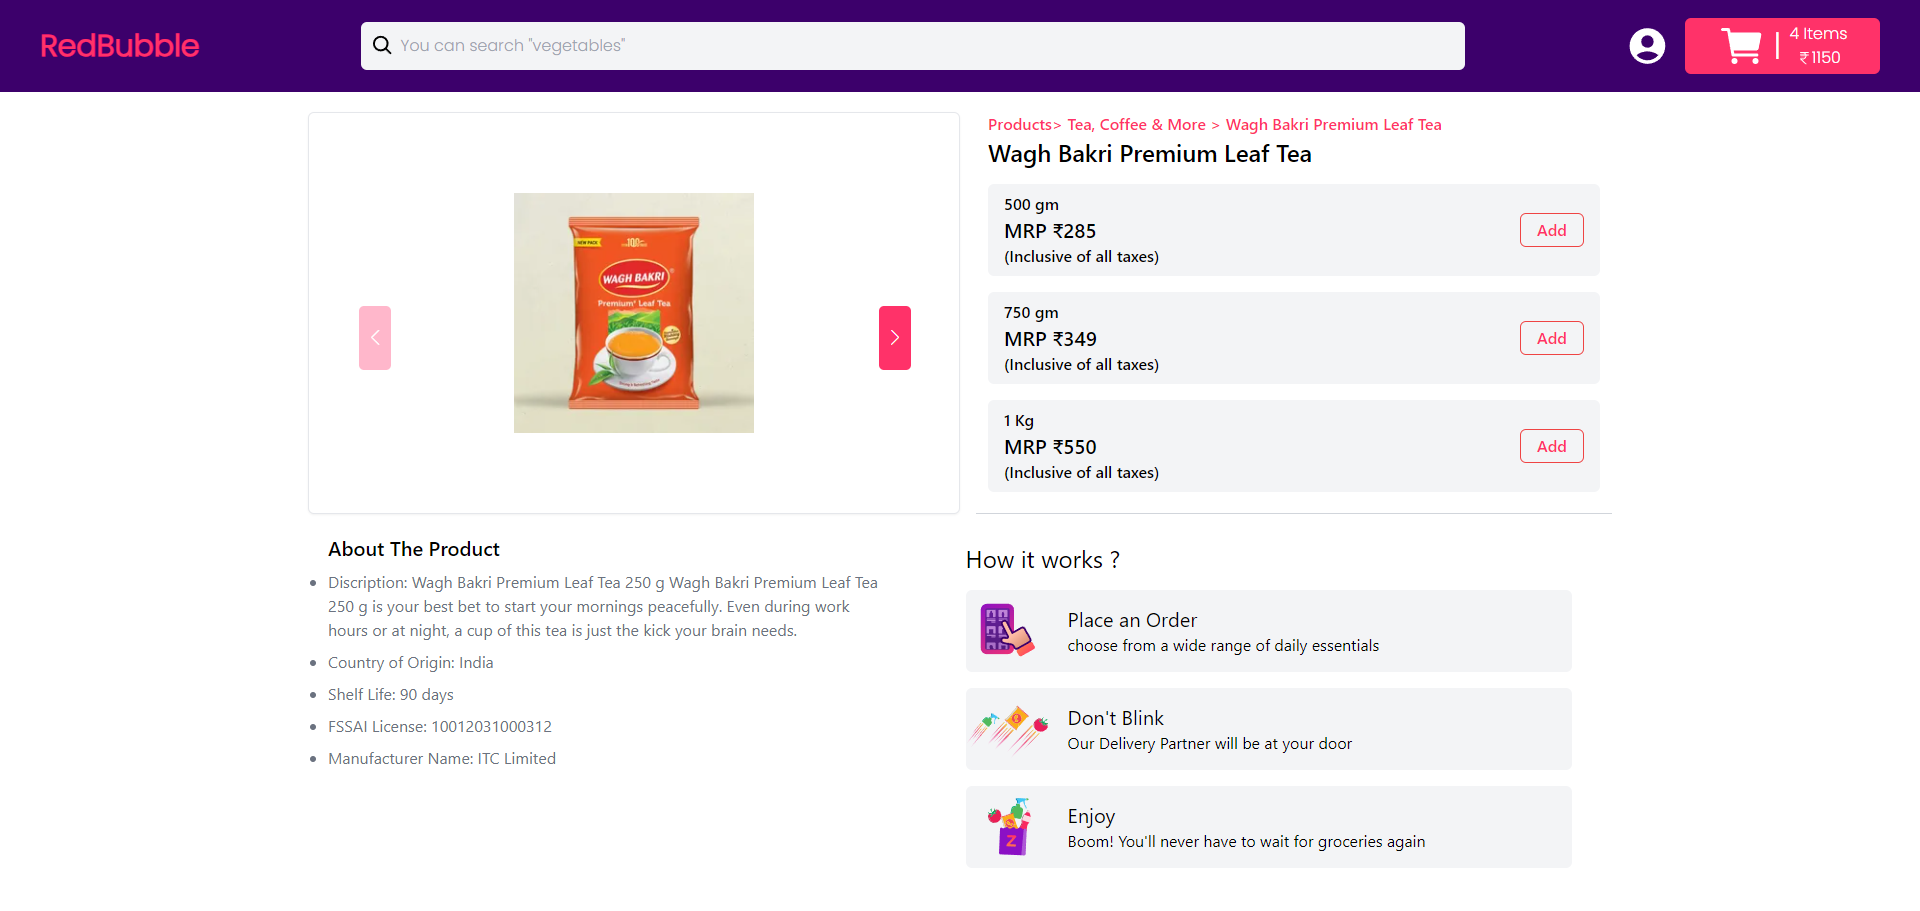 RedBubble
You can search "vegetables"
4 Items
₹1150
Products> Tea, Coffee & More > Wagh Bakri Premium Leaf Tea
Wagh Bakri Premium Leaf Tea
NEW PACK
100
WAGH BAKRI
Premium Leaf Tea
500 gm
MRP ₹285
(Inclusive of all taxes)
Add
750 gm
MRP ₹349
(Inclusive of all taxes)
Add
1 Kg
MRP ₹550
(Inclusive of all taxes)
Add
About The Product
Discription: Wagh Bakri Premium Leaf Tea 250 g Wagh Bakri Premium Leaf Tea
250 g is your best bet to start your mornings peacefully. Even during work
hours or at night, a cup of this tea is just the kick your brain needs.
Country of Origin: India
Shelf Life: 90 days
FSSAI License: 10012031000312
Manufacturer Name: ITC Limited
How it works ?
Place an Order
choose from a wide range of daily essentials
Don't Blink
Our Delivery Partner will be at your door
Z
Enjoy
Boom! You'll never have to wait for groceries again